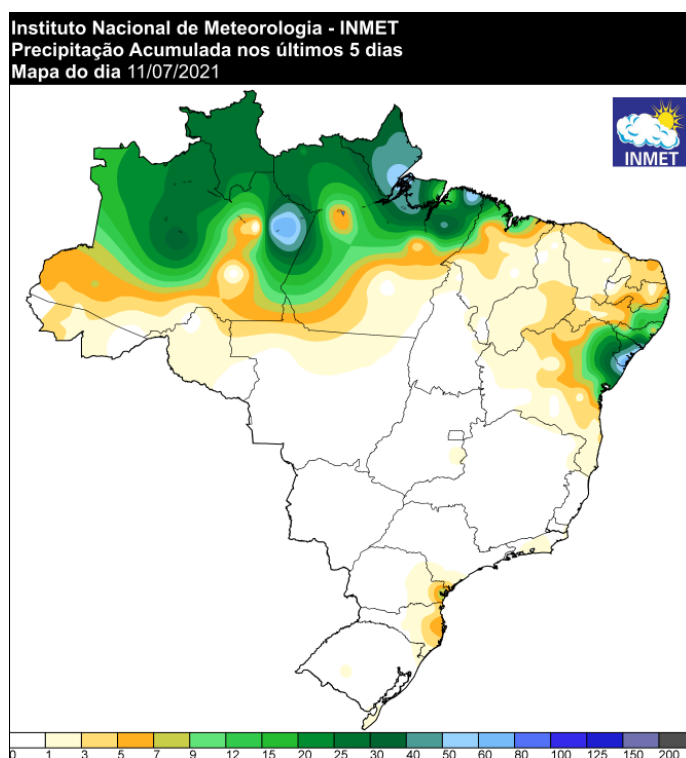 Instituto Nacional de Meteorologia - INMET
Precipitação Acumulada nos últimos 5 dias
Mapa do dia 11/07/2021
INMET
0 1 3 5 7 9 12 15 20 25 30 40 50 60 80 100 125 150 200